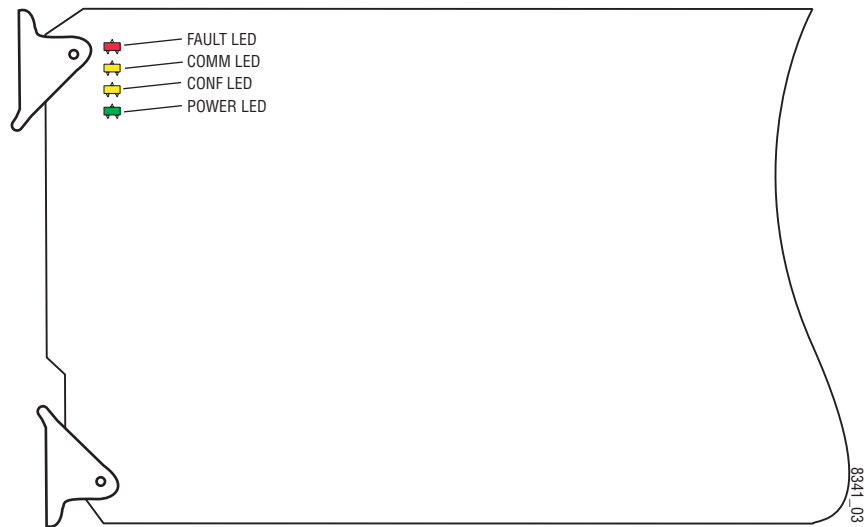 FAULT LED
COMM LED
CONF LED
POWER LED
8341_03